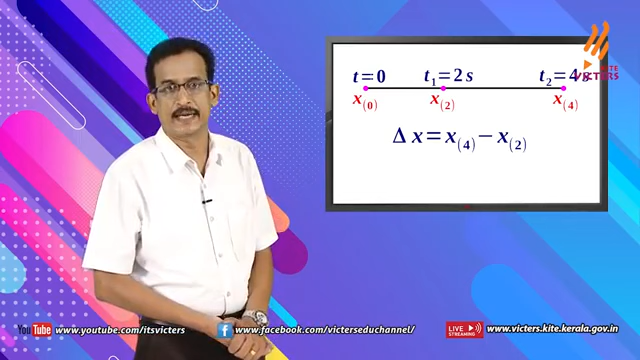 KITE
VICTERS
t=0 t₁=2 s t₂=4 s
x₍₀₎ x₍₂₎ x₍₄₎
Δ x=x₍₄₎−x₍₂₎
YouTube www.youtube.com/itsvicters f www.facebook.com/victerseduchannel/ LIVE STREAMING www.victers.kite.kerala.gov.in